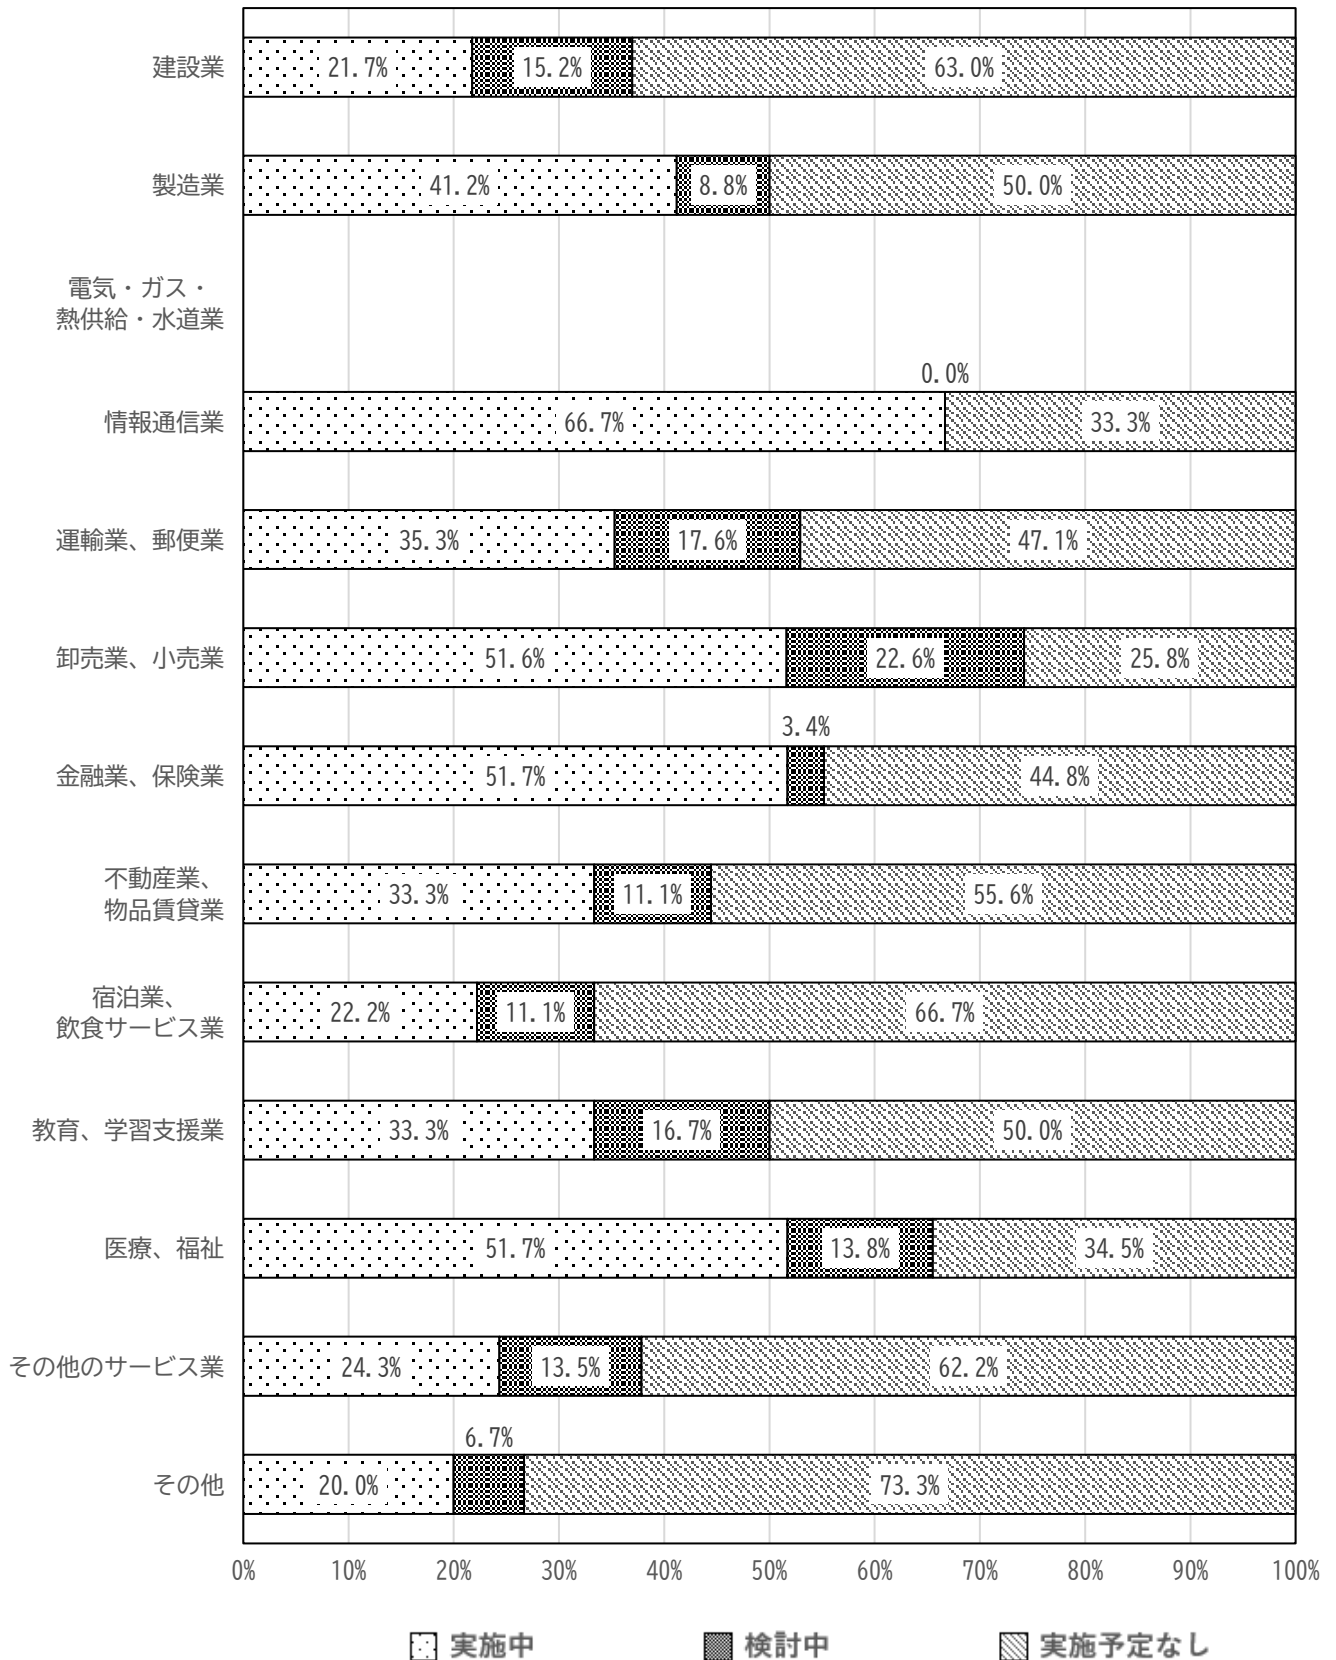 建設業 21.7% 15.2% 63.0%
製造業 41.2% 8.8% 50.0%
電気・ガス・
熱供給・水道業
0.0%
情報通信業 66.7% 33.3%
運輸業、郵便業 35.3% 17.6% 47.1%
卸売業、小売業 51.6% 22.6% 25.8%
3.4%
金融業、保険業 51.7% 44.8%
不動産業、
物品賃貸業
33.3% 11.1% 55.6%
宿泊業、
飲食サービス業
22.2% 11.1% 66.7%
教育、学習支援業 33.3% 16.7% 50.0%
医療、福祉 51.7% 13.8% 34.5%
その他のサービス業 24.3% 13.5% 62.2%
6.7%
その他 20.0% 73.3%
0% 10% 20% 30% 40% 50% 60% 70% 80% 90% 100%
実施中 検討中 実施予定なし